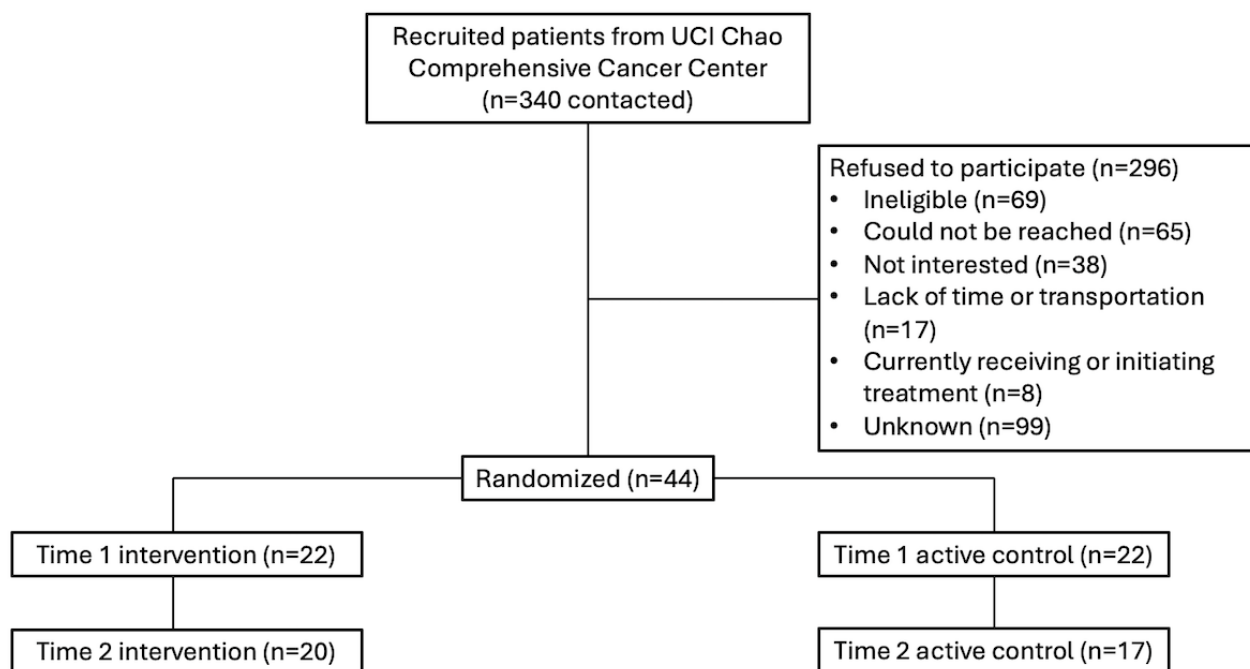 Recruited patients from UCI Chao
Comprehensive Cancer Center
(n=340 contacted)
Refused to participate (n=296)
• Ineligible (n=69)
• Could not be reached (n=65)
• Not interested (n=38)
• Lack of time or transportation
(n=17)
• Currently receiving or initiating
treatment (n=8)
• Unknown (n=99)
Randomized (n=44)
Time 1 intervention (n=22)
Time 1 active control (n=22)
Time 2 intervention (n=20)
Time 2 active control (n=17)